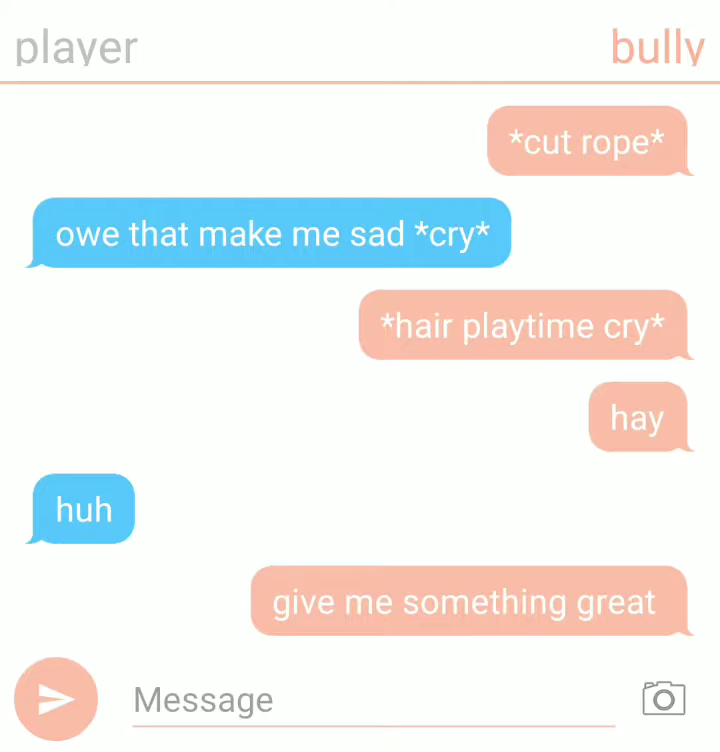 player
bully
*cut rope*
owe that make me sad *cry*
*hair playtime cry*
hay
huh
give me something great
Message